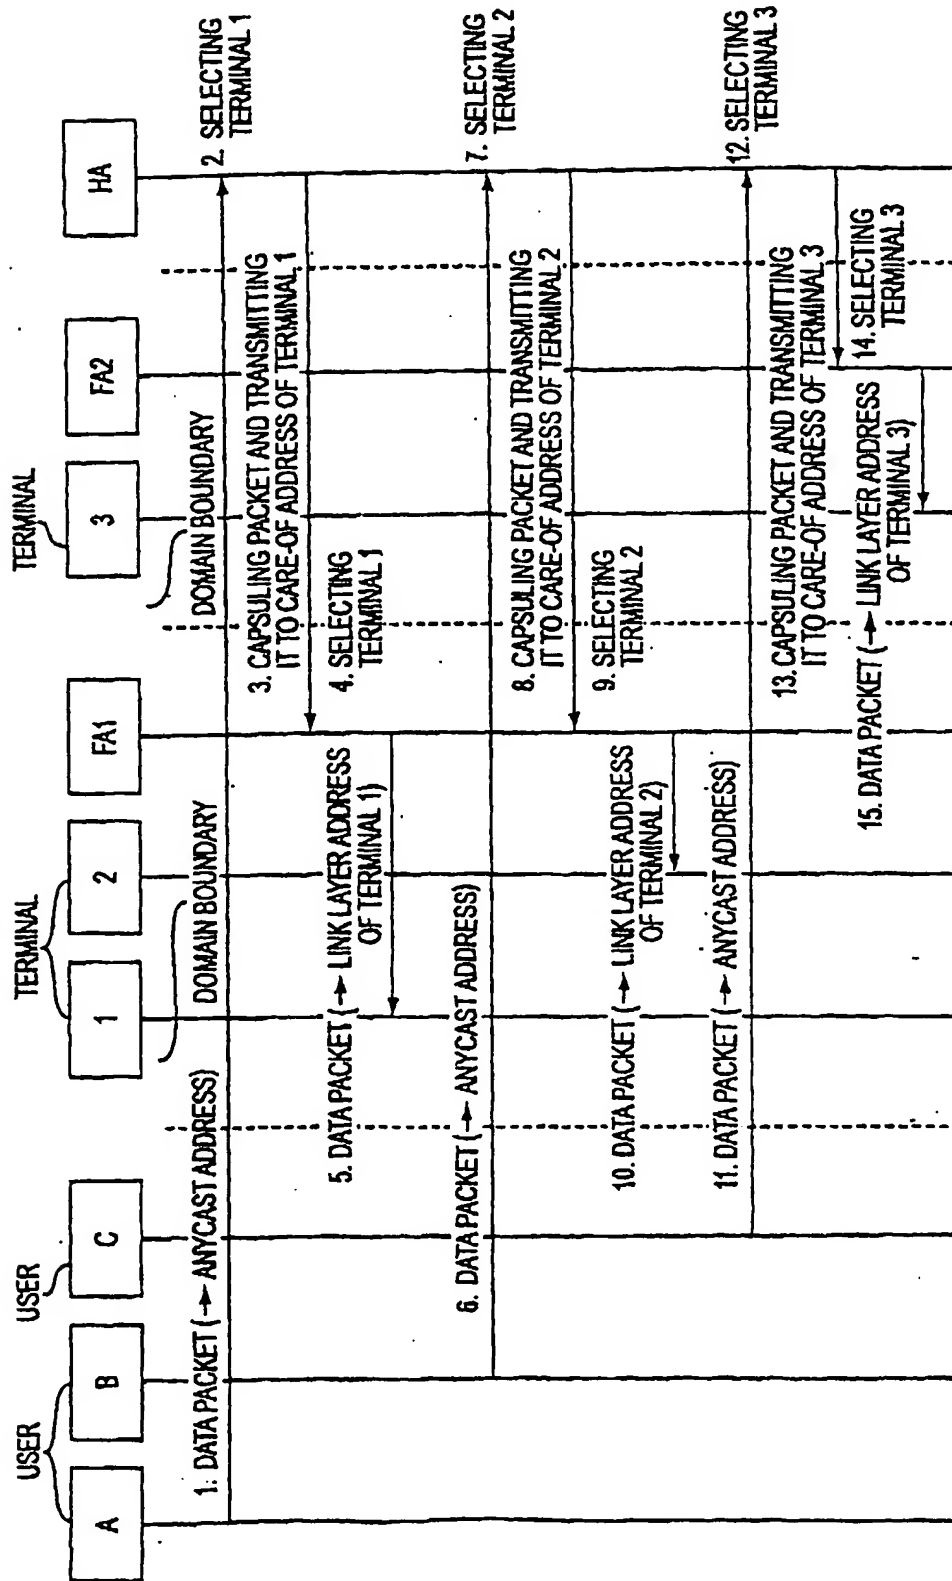 USER
USER
TERMINAL
TERMINAL
A
B
C
1
2
FA1
3
FA2
HA
DOMAIN BOUNDARY
DOMAIN BOUNDARY
1. DATA PACKET (→ ANYCAST ADDRESS)
2. SELECTING
TERMINAL 1
3. CAPSULING PACKET AND TRANSMITTING
IT TO CARE-OF ADDRESS OF TERMINAL 1
4. SELECTING
TERMINAL 1
5. DATA PACKET (→ LINK LAYER ADDRESS
OF TERMINAL 1)
6. DATA PACKET (→ ANYCAST ADDRESS)
7. SELECTING
TERMINAL 2
8. CAPSULING PACKET AND TRANSMITTING
IT TO CARE-OF ADDRESS OF TERMINAL 2
9. SELECTING
TERMINAL 2
10. DATA PACKET (→ LINK LAYER ADDRESS
OF TERMINAL 2)
11. DATA PACKET (→ ANYCAST ADDRESS)
12. SELECTING
TERMINAL 3
13. CAPSULING PACKET AND TRANSMITTING
IT TO CARE-OF ADDRESS OF TERMINAL 3
14. SELECTING
TERMINAL 3
15. DATA PACKET (→ LINK LAYER ADDRESS
OF TERMINAL 3)